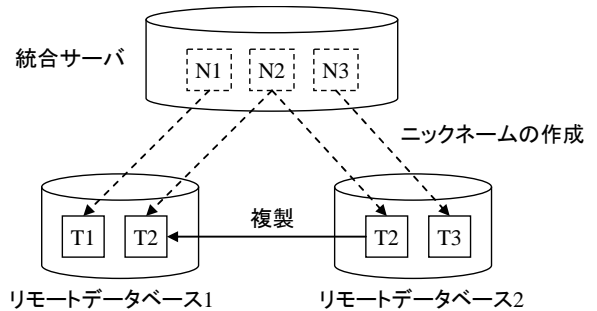 統合サーバ
N1 N2 N3
ニックネームの作成
複製
T1 T2
T2 T3
リモートデータベース1
リモートデータベース2